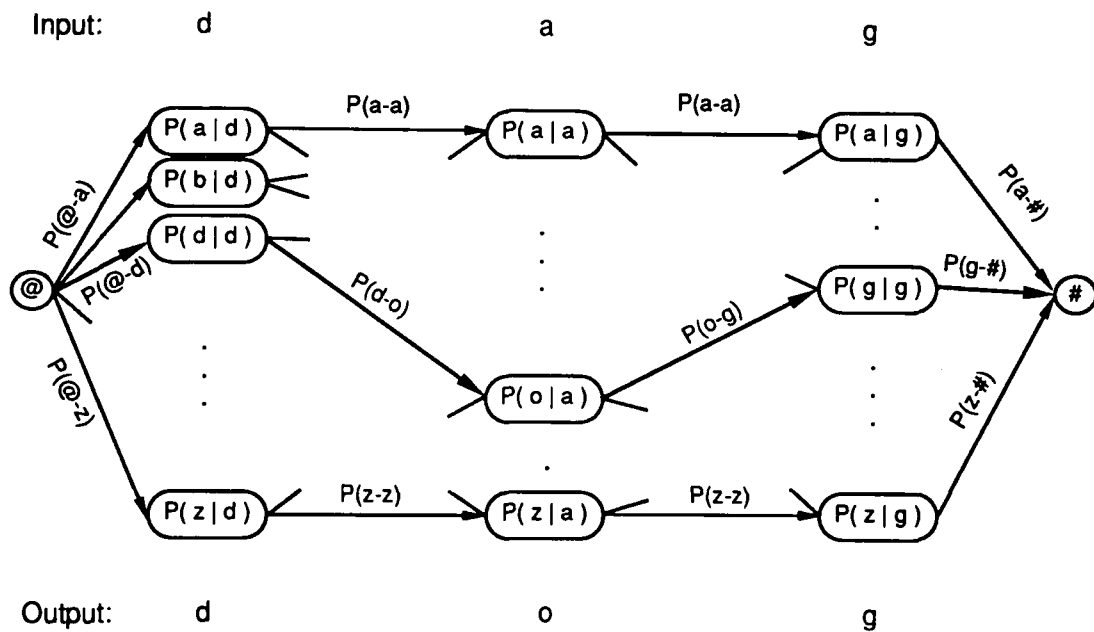 Input: d a g
P(a-a) P(a-a)
P(a|d) P(a|a) P(a|g)
P(@-a) P(b|d) P(a-#)
P(d|d)
P(@-d) P(g-#)
@ P(d-o) P(o-g) P(g|g) #
P(@-z) P(o|a) P(z-#)
P(z-z) P(z-z)
P(z|d) P(z|a) P(z|g)
Output: d o g